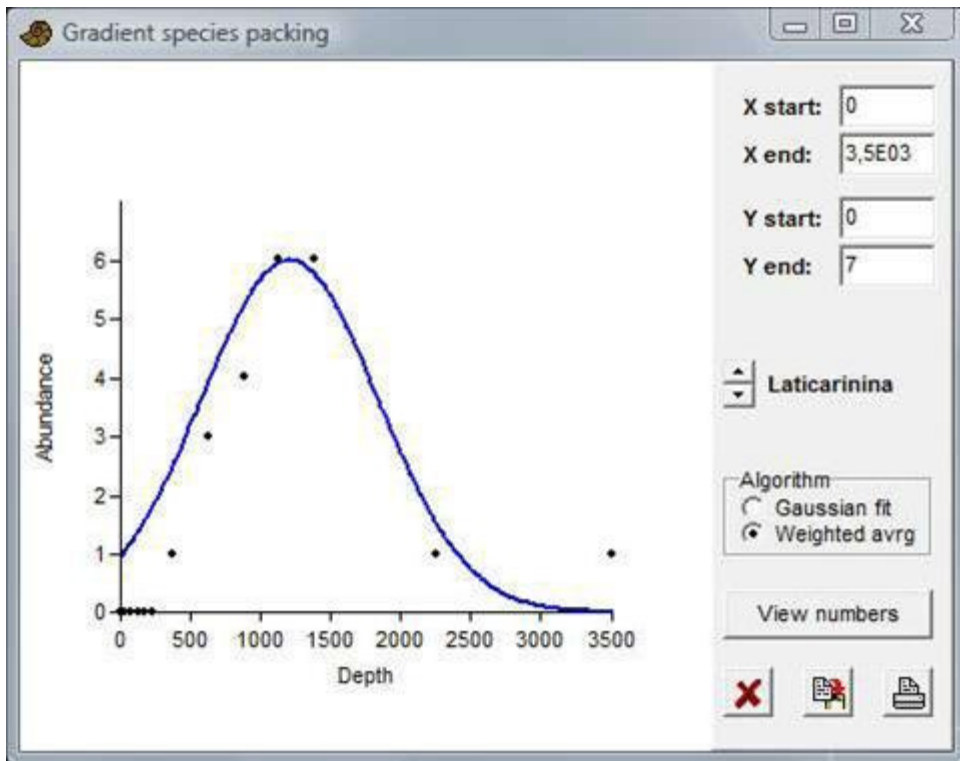 Gradient species packing
X start: 0
X end: 3,5E03
Y start: 0
Y end: 7
6
5
4
3
2
1
0
Abundance
0 500 1000 1500 2000 2500 3000 3500
Depth
Laticarinina
Algorithm
Gaussian fit
Weighted avrg
View numbers